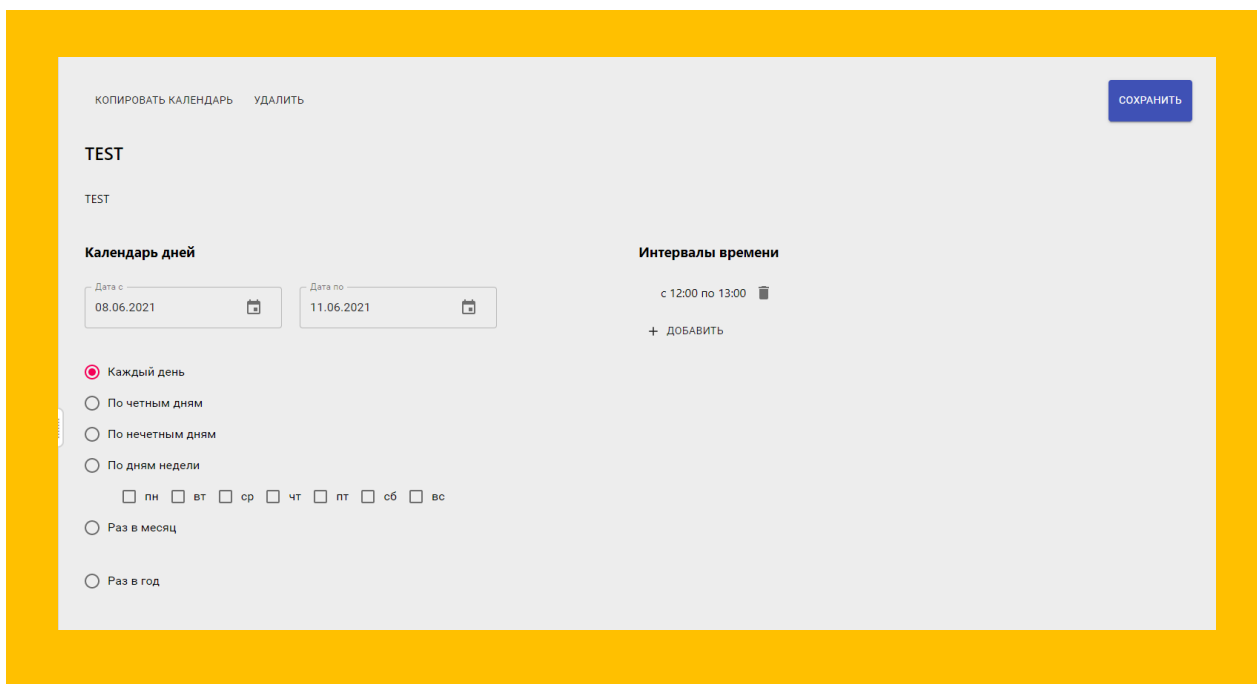 КОПИРОВАТЬ КАЛЕНДАРЬ УДАЛИТЬ СОХРАНИТЬ
TEST
TEST
Календарь дней
Дата с Дата по
08.06.2021 11.06.2021
Каждый день
По четным дням
По нечетным дням
По дням недели
пн вт ср чт пт сб вс
Раз в месяц
Раз в год
Интервалы времени
с 12:00 по 13:00
+ ДОБАВИТЬ